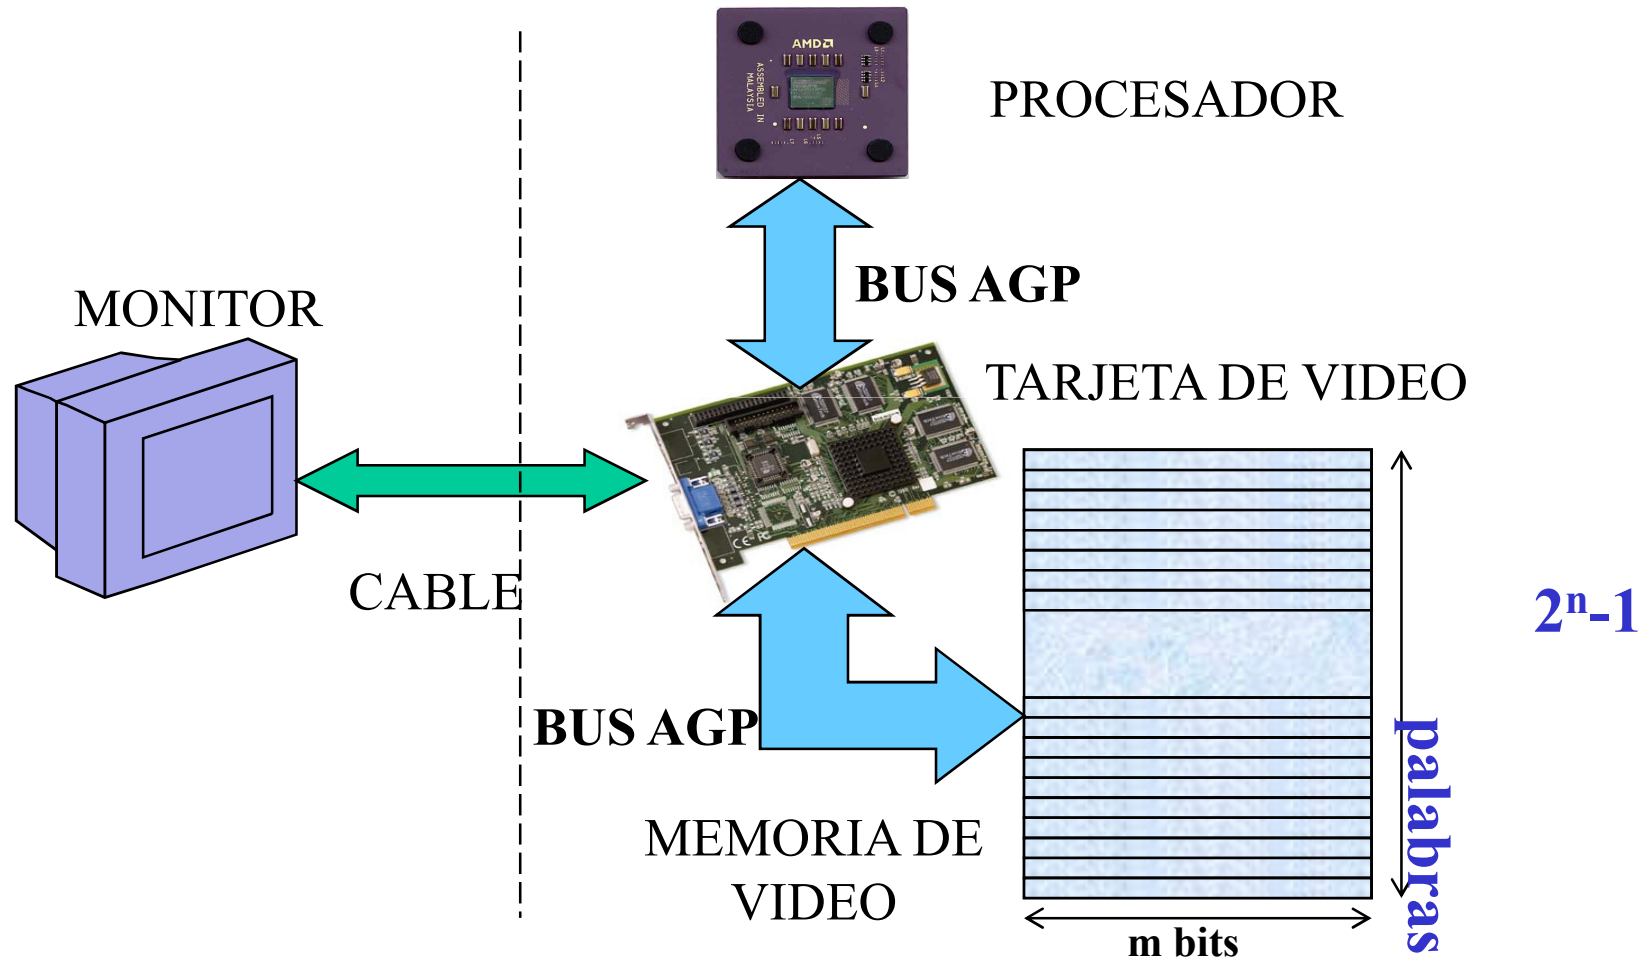 AMD
ASSEMBLED IN
MALAYSIA
PROCESADOR
BUS AGP
MONITOR
TARJETA DE VIDEO
CABLE
2ⁿ-1
palabras
BUS AGP
MEMORIA DE
VIDEO
m bits